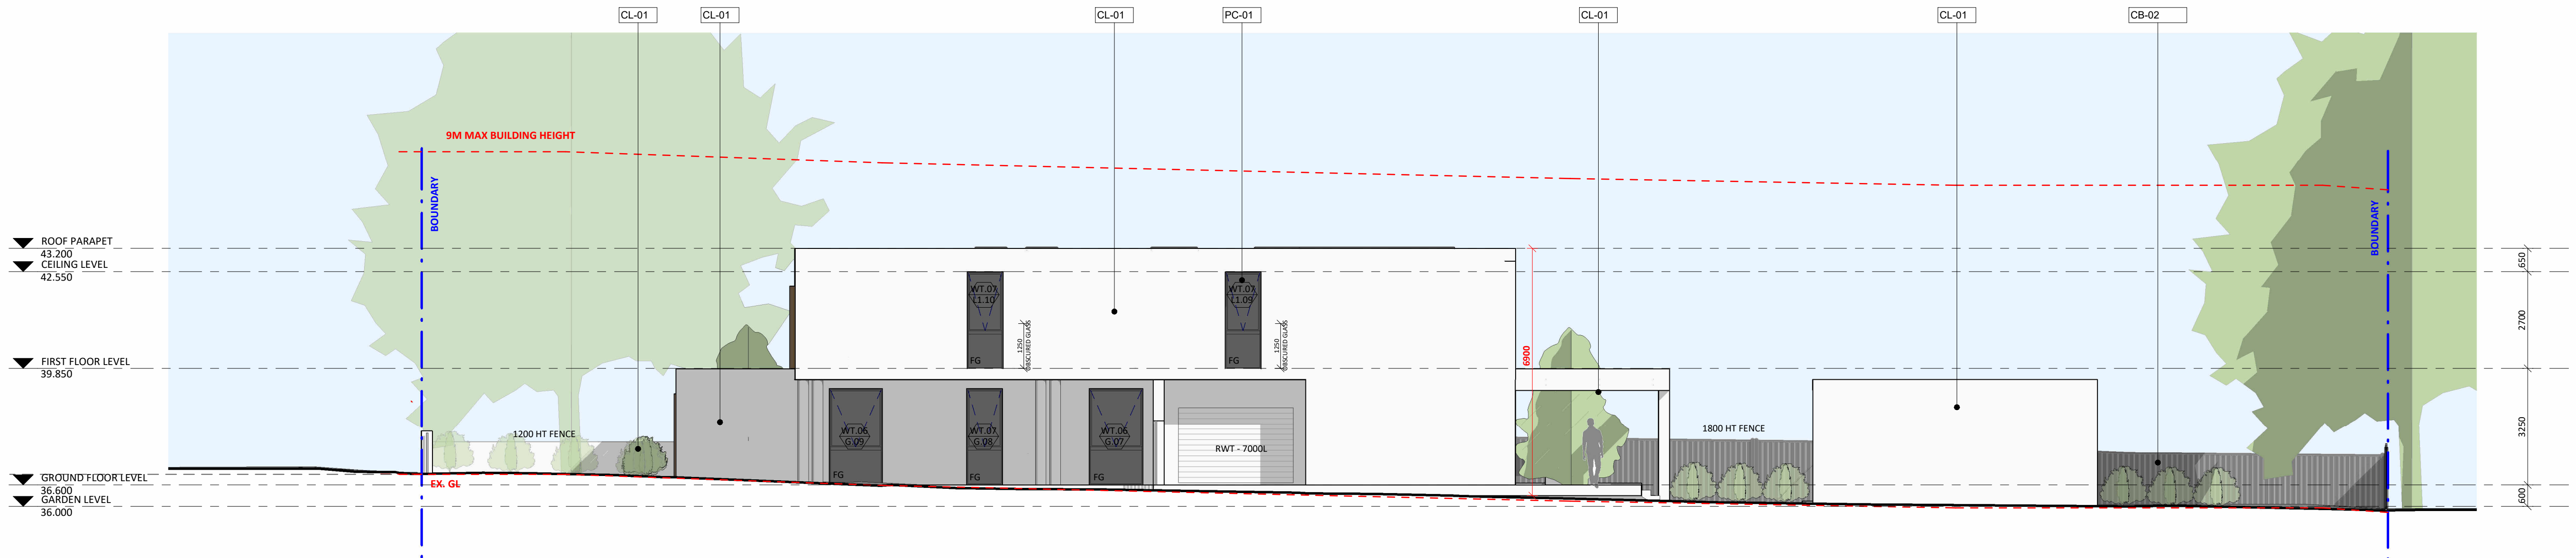 CL-01
CL-01
CL-01
PC-01
CL-01
CL-01
CB-02
9M MAX BUILDING HEIGHT
BOUNDARY
BOUNDARY
ROOF PARAPET
43.200
CEILING LEVEL
42.550
650
WT.07
L1.10
WT.07
L1.09
2700
1250
OBSCURED GLASS
1250
OBSCURED GLASS
6900
FG
FG
FIRST FLOOR LEVEL
39.850
1200 HT FENCE
WT.06
G.09
WT.07
G.08
WT.06
G.07
RWT - 7000L
1800 HT FENCE
3250
FG
FG
FG
GROUND FLOOR LEVEL
36.600
EX. GL
GARDEN LEVEL
36.000
600